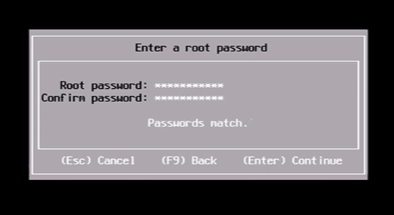 Enter a root password
Root password: ***********
Confirm password: ***********
Passwords match.
(Esc) Cancel (F9) Back (Enter) Continue